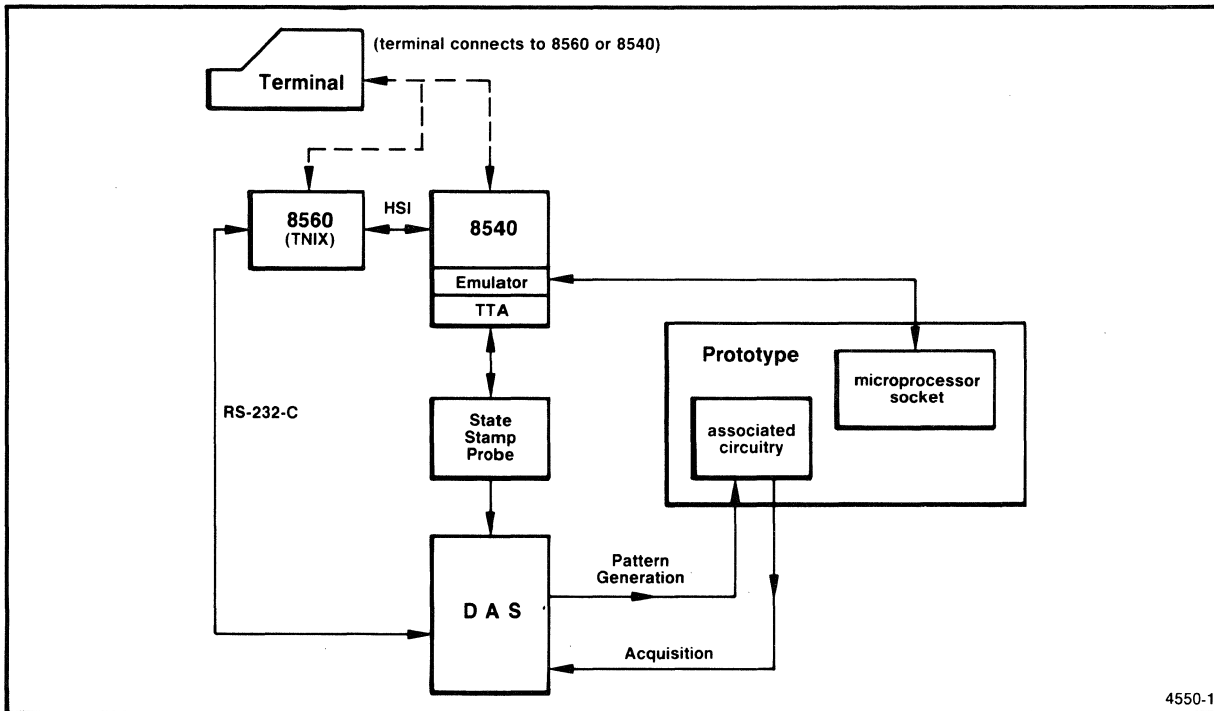 (terminal connects to 8560 or 8540)
Terminal
8560
(TNIX)
HSI
8540
Emulator
TTA
Prototype
microprocessor
socket
RS-232-C
State
Stamp
Probe
associated
circuitry
Pattern
Generation
D A S
Acquisition
4550-1